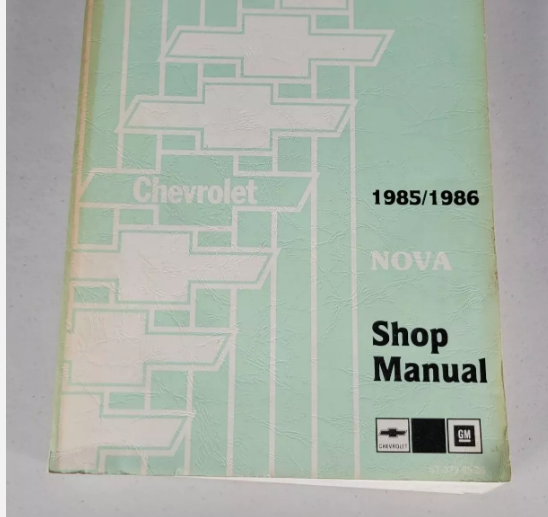 Chevrolet
1985/1986
NOVA
Shop
Manual
CHEVROLET
GM